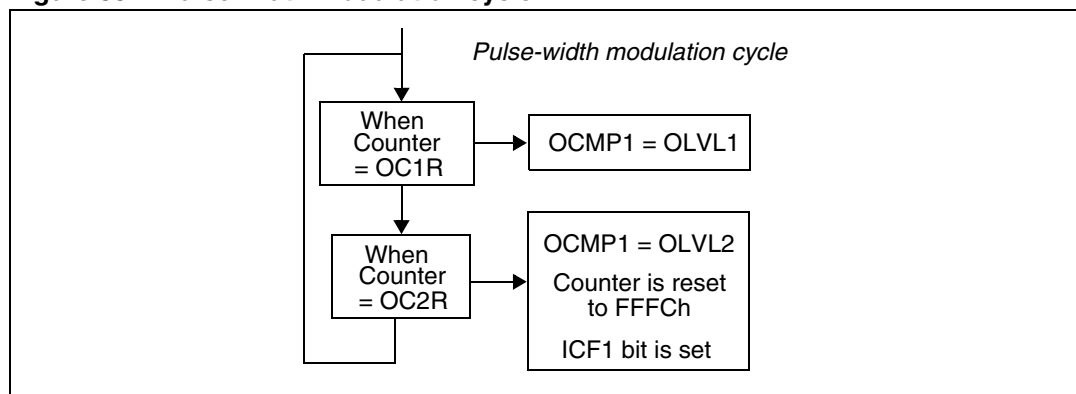 Pulse-width modulation cycle
When
Counter
= OC1R
OCMP1 = OLVL1
When
Counter
= OC2R
OCMP1 = OLVL2
Counter is reset
to FFFCh
ICF1 bit is set